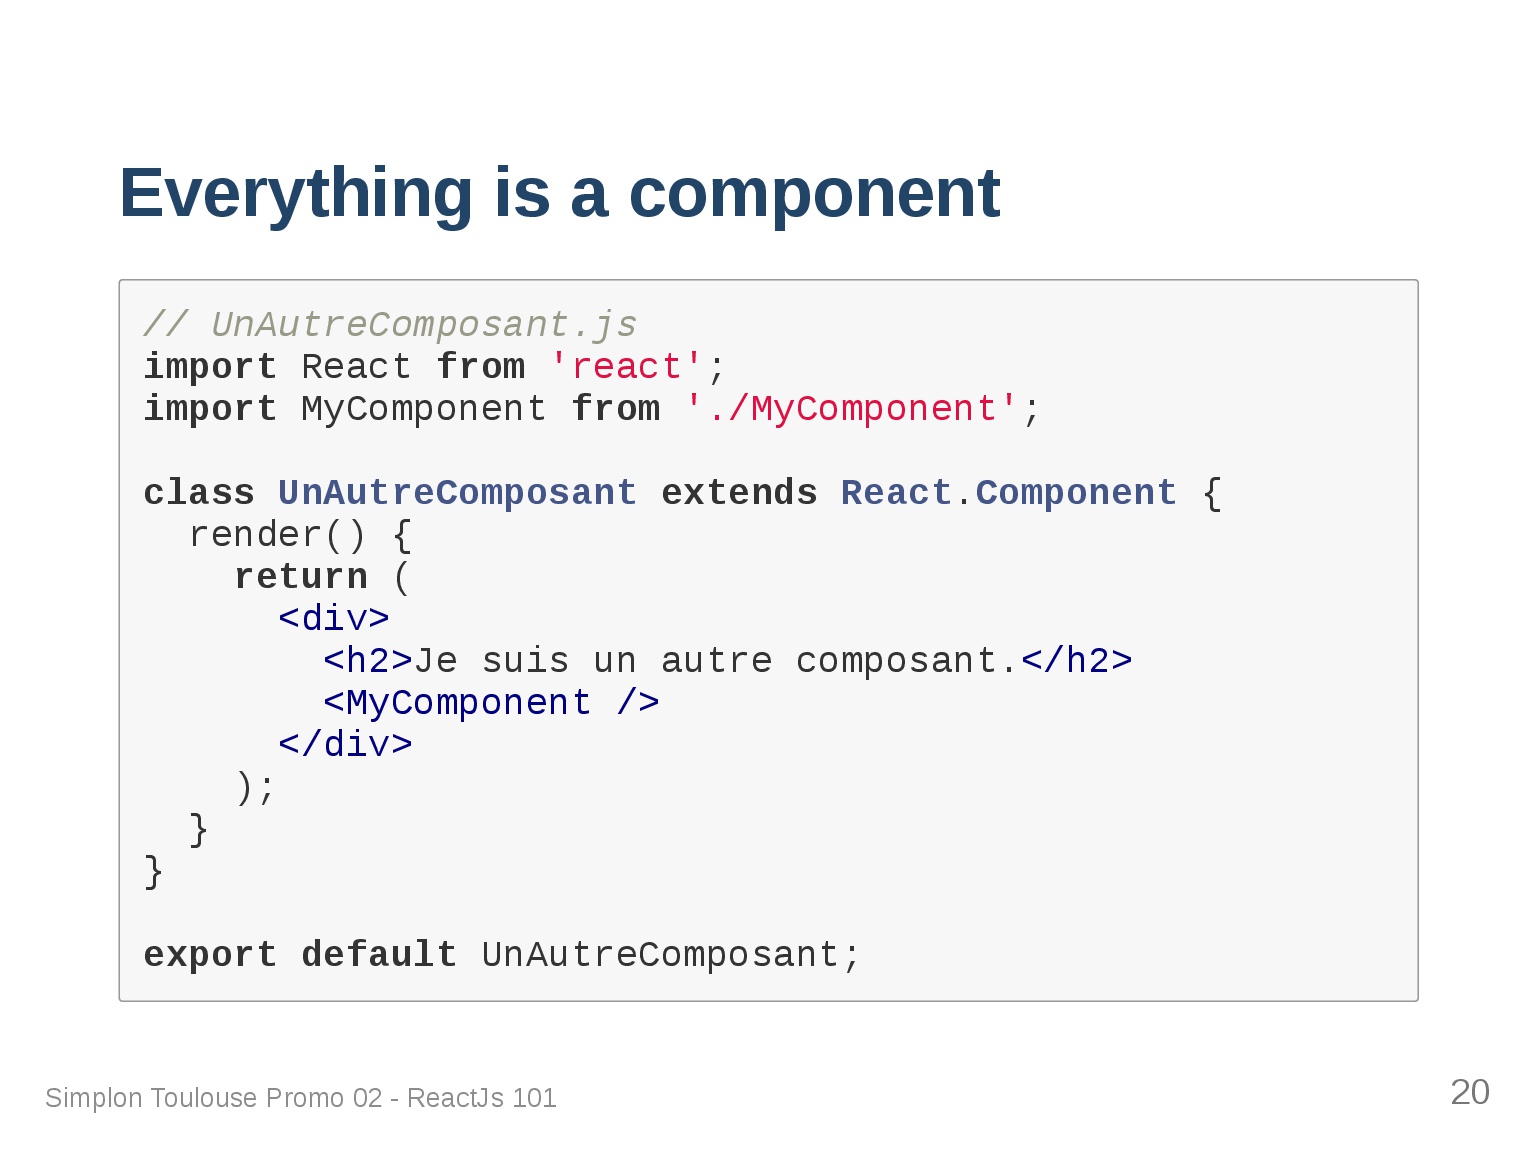 Everything is a component
// UnAutreComposant.js
import React from 'react';
import MyComponent from './MyComponent';

class UnAutreComposant extends React.Component {
  render() {
    return (
      <div>
        <h2>Je suis un autre composant.</h2>
        <MyComponent />
      </div>
    );
  }
}

export default UnAutreComposant;
Simplon Toulouse Promo 02 - ReactJs 101
20